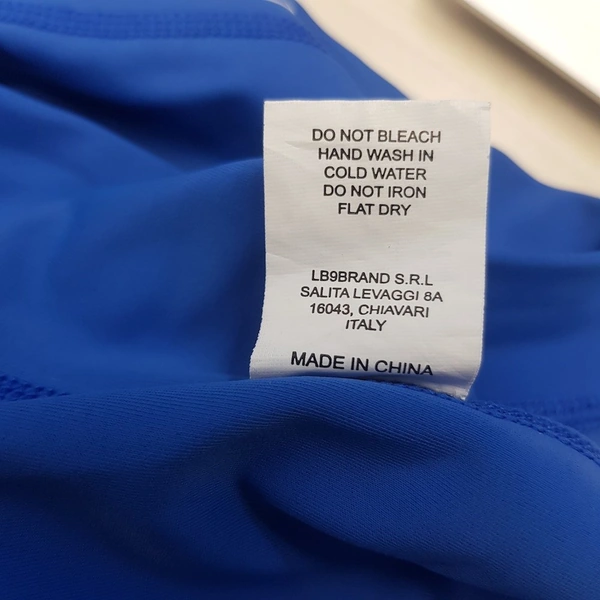 DO NOT BLEACH
HAND WASH IN
COLD WATER
DO NOT IRON
FLAT DRY
LB9BRAND S.R.L
SALITA LEVAGGI 8A
16043, CHIAVARI
ITALY
MADE IN CHINA